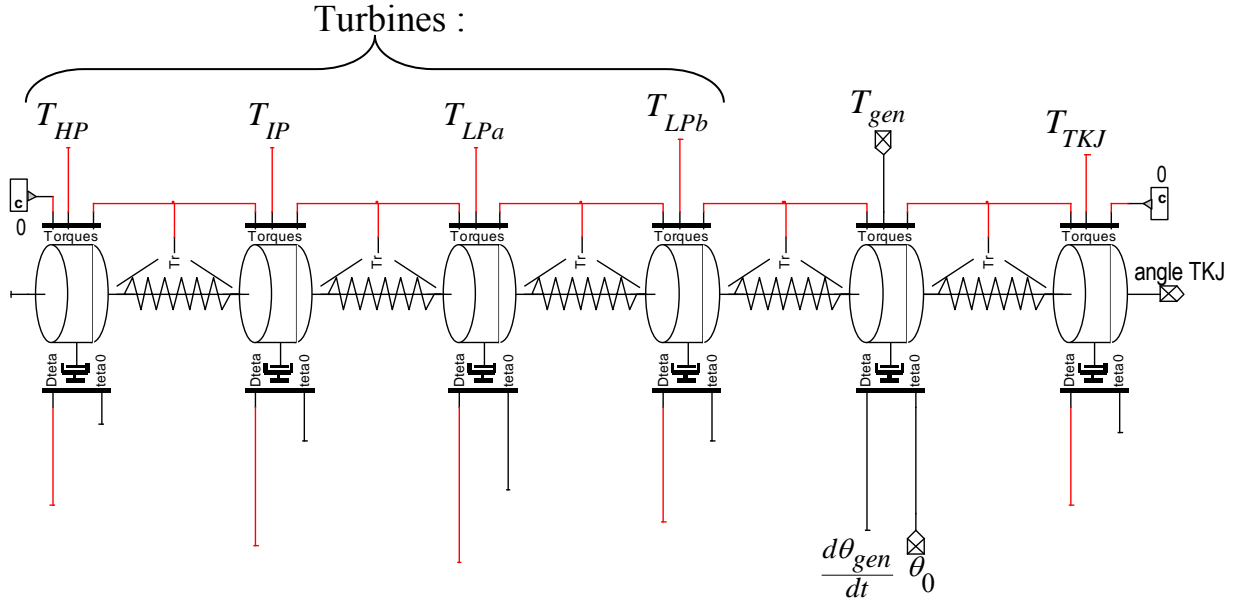 Turbines :
T_HP T_IP T_LPa T_LPb T_gen T_TKJ
c 0
0 c
Torques Torques Torques Torques Torques Torques
Tr Tr Tr Tr Tr
angle TKJ
Dteta teta0 Dteta teta0 Dteta teta0 Dteta teta0 Dteta teta0 Dteta teta0
dθ_gen/dt θ_0